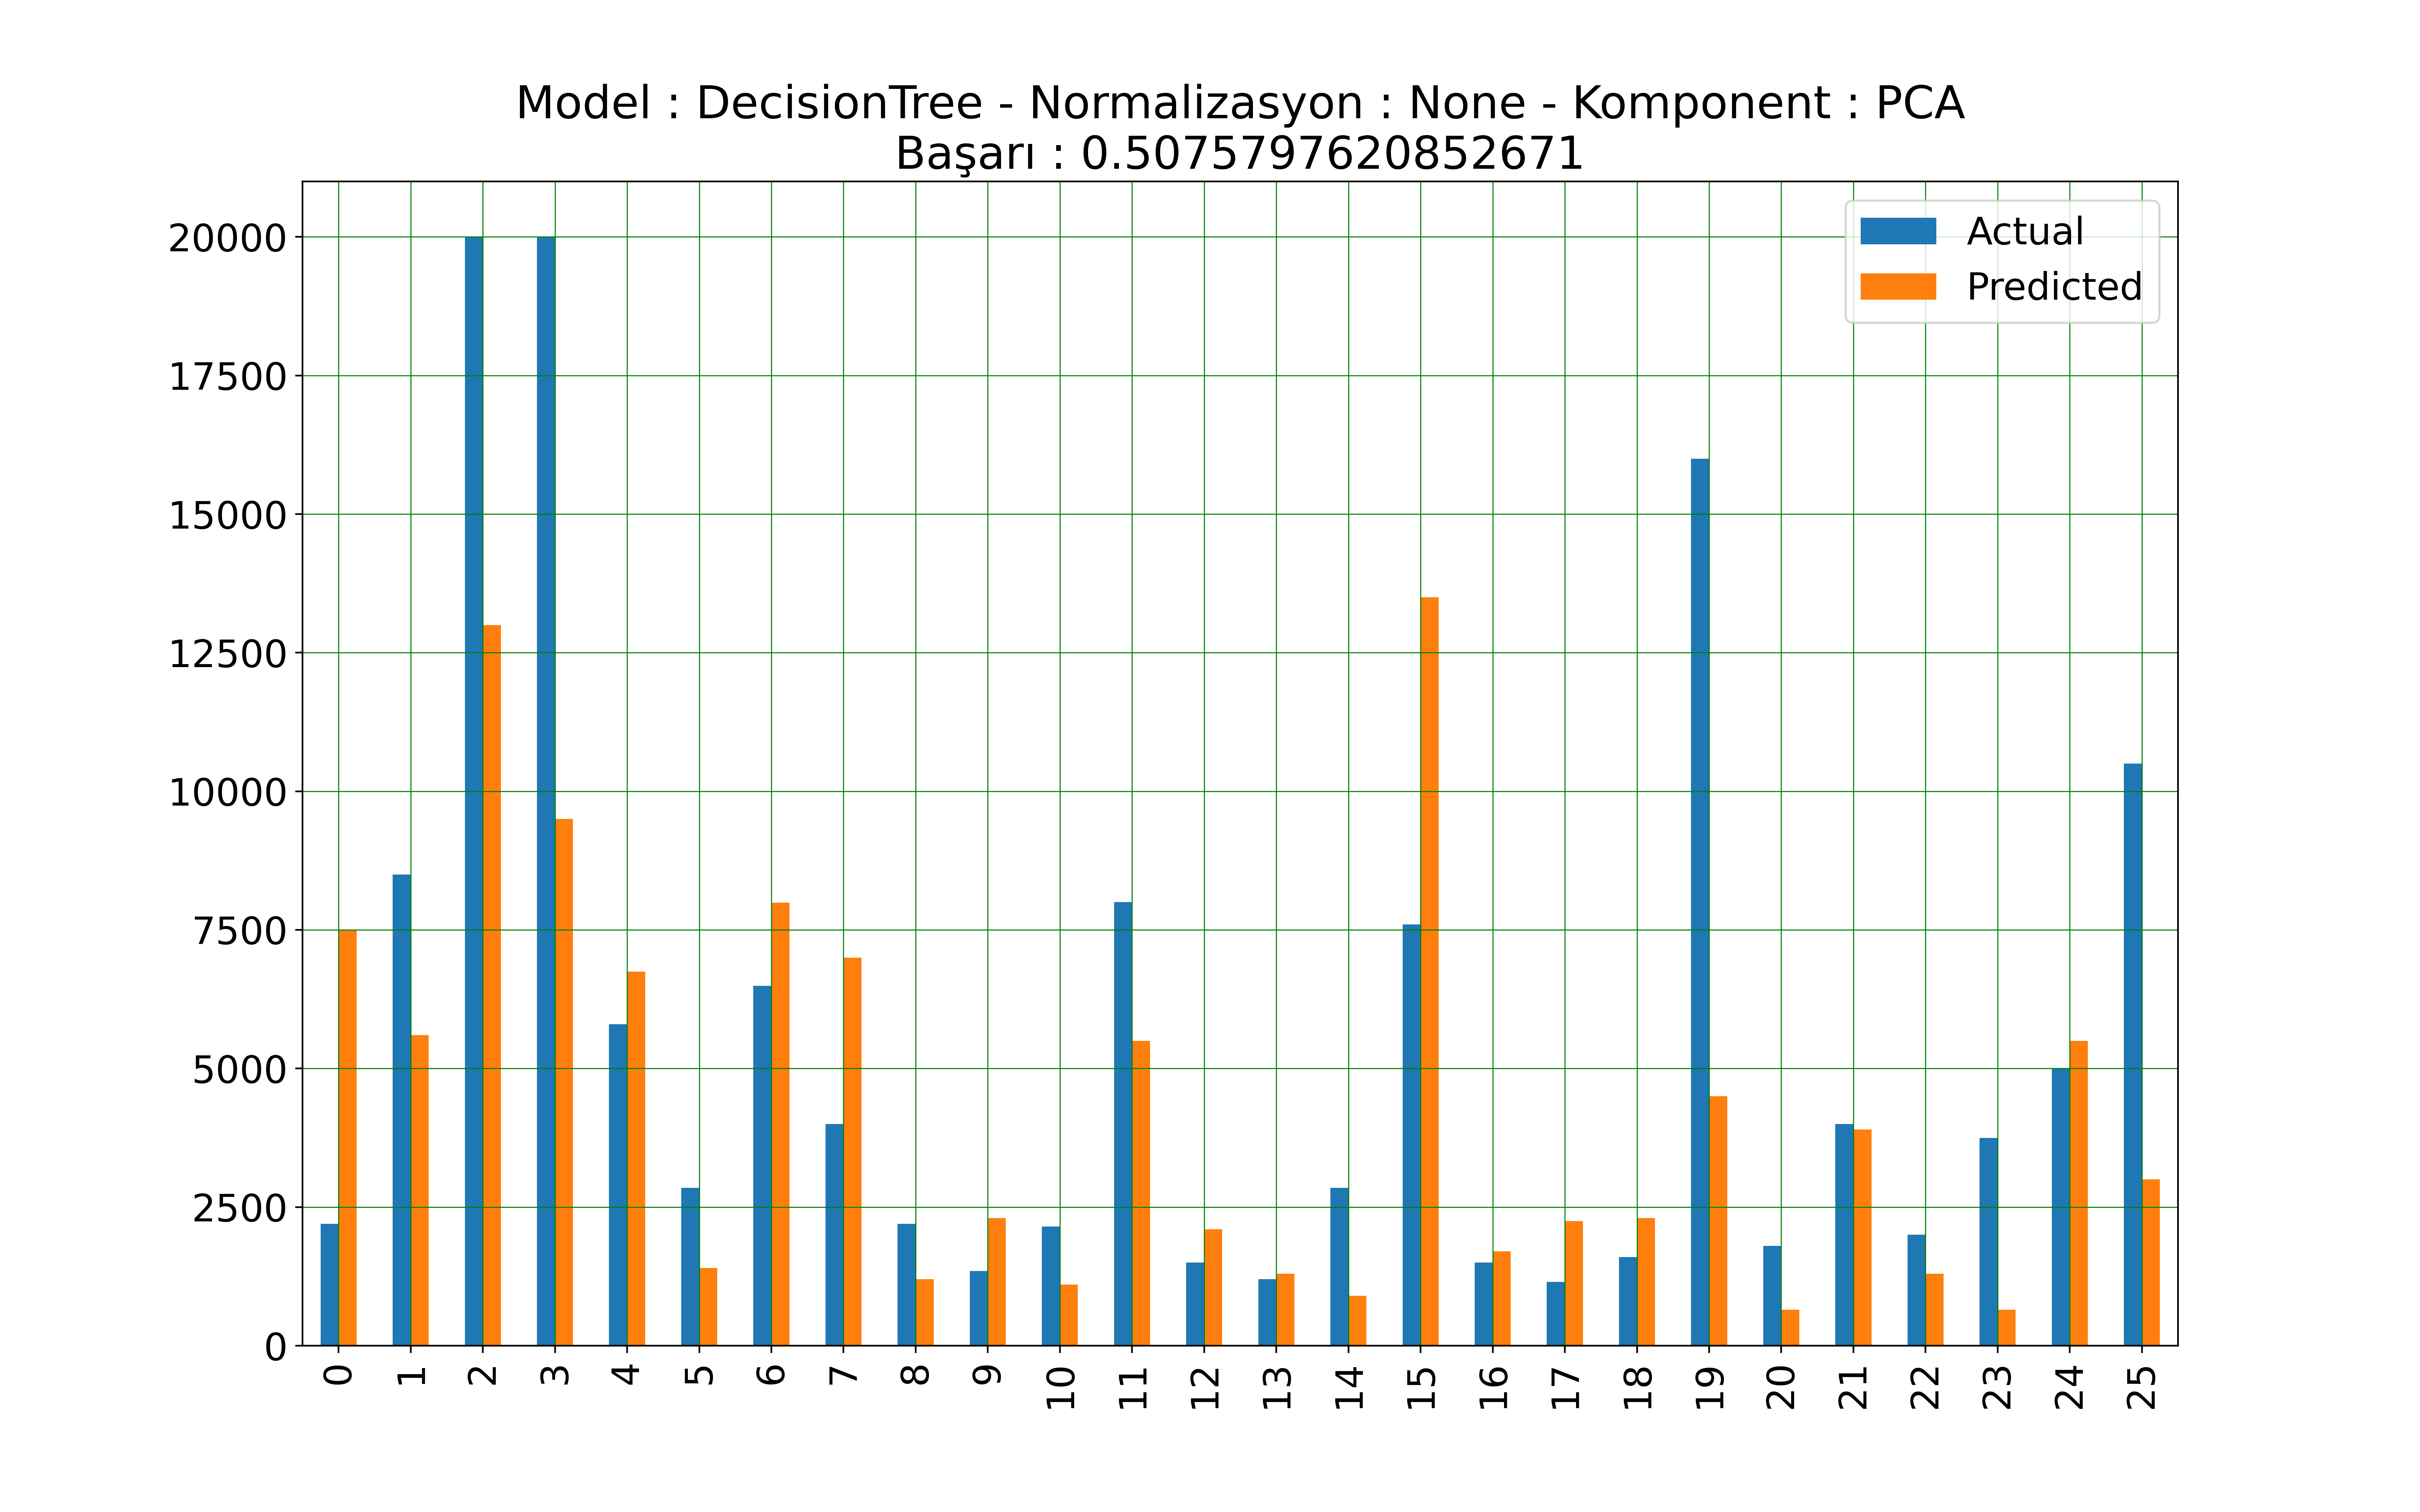 Model : DecisionTree - Normalizasyon : None - Komponent : PCA
Başarı : 0.5075797620852671
Actual
Predicted
20000
17500
15000
12500
10000
7500
5000
2500
0
0 1 2 3 4 5 6 7 8 9 10 11 12 13 14 15 16 17 18 19 20 21 22 23 24 25